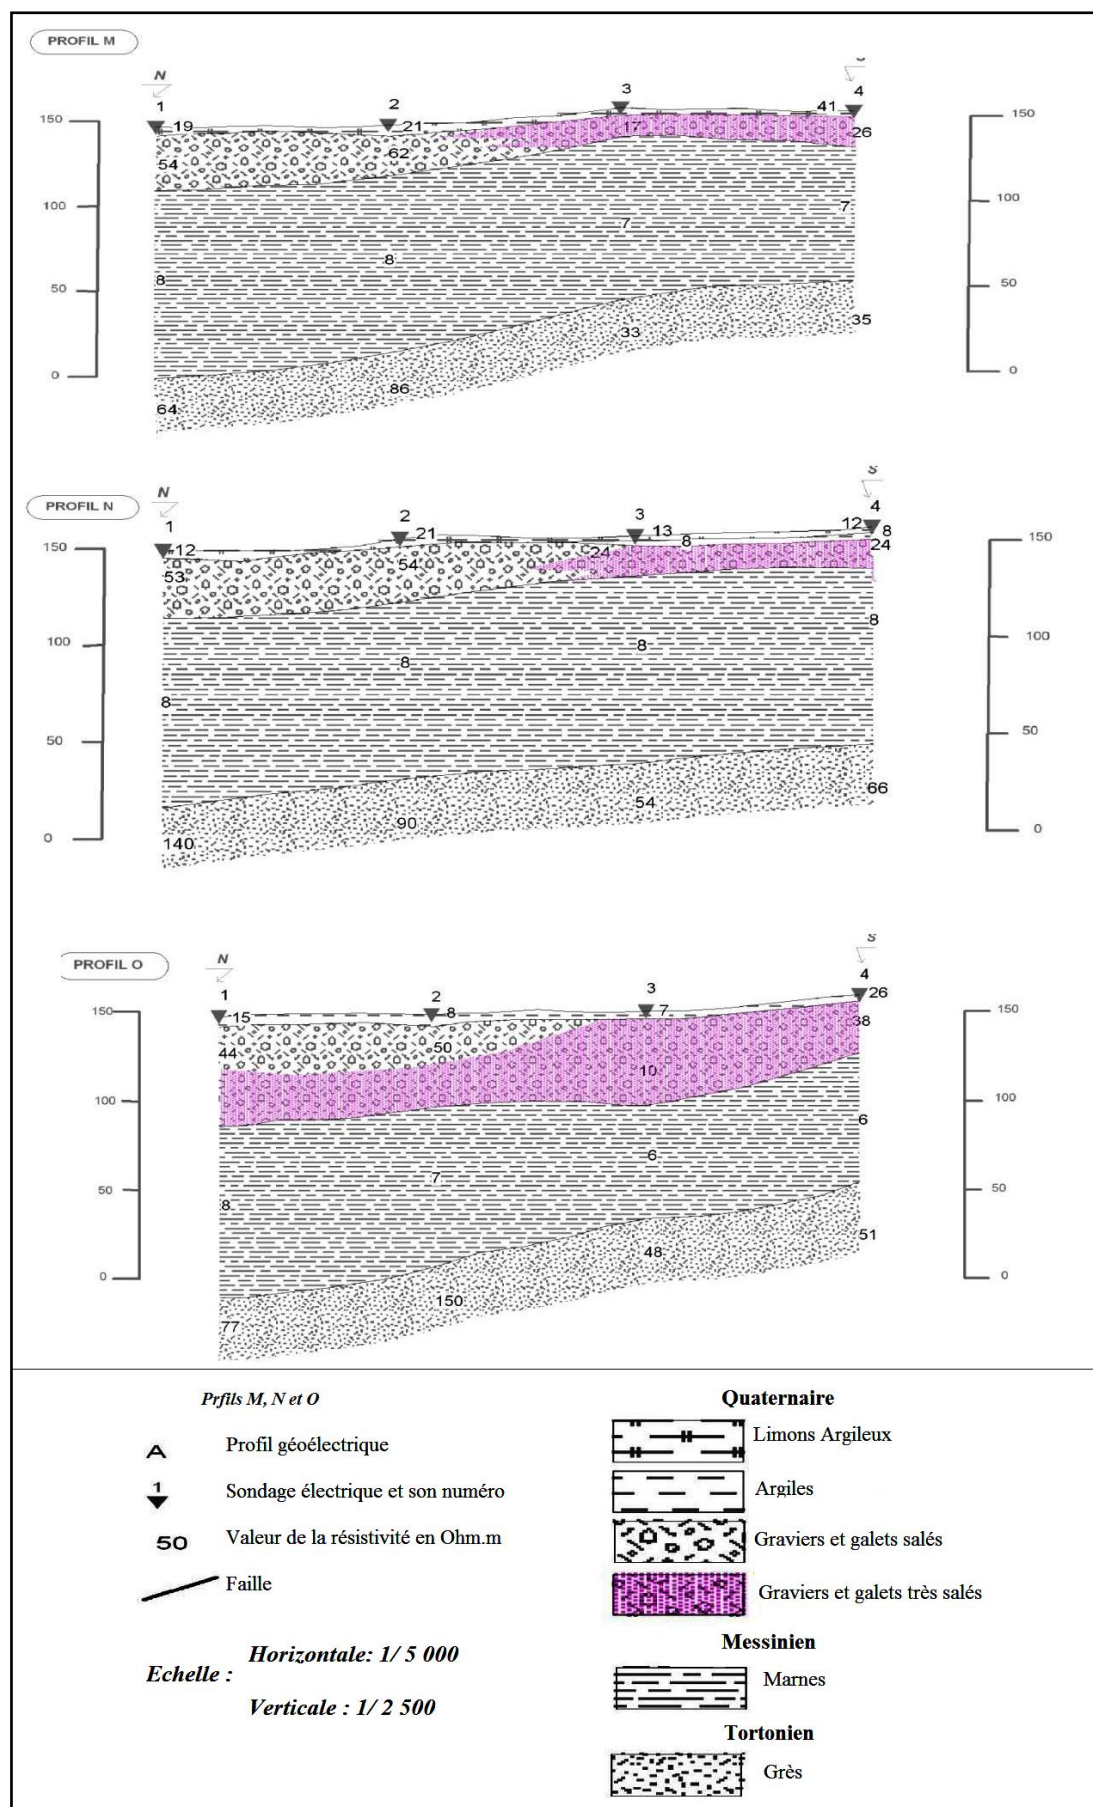 PROFIL M
N
1 2 3 4
19 21 41
54 62 17 26
150 150
100 100
50 50
0 0
8 8 7 7
64 86 33 35
PROFIL N
N S
1 2 3 4
12 21 13 12 8
53 54 24 8 24
150 150
100 100
50 50
0 0
8 8 8 8
140 90 54 66
PROFIL O
N S
1 2 3 4
15 8 7 26
44 50 10 38
150 150
100 100
50 50
0 0
8 7 6 6
77 150 48 51
Prfils M, N et O
A Profil géoélectrique
1 Sondage électrique et son numéro
50 Valeur de la résistivité en Ohm.m
Faille
Echelle :
Horizontale: 1/ 5 000
Verticale : 1/ 2 500
Quaternaire
Limons Argileux
Argiles
Graviers et galets salés
Graviers et galets très salés
Messinien
Marnes
Tortonien
Grès